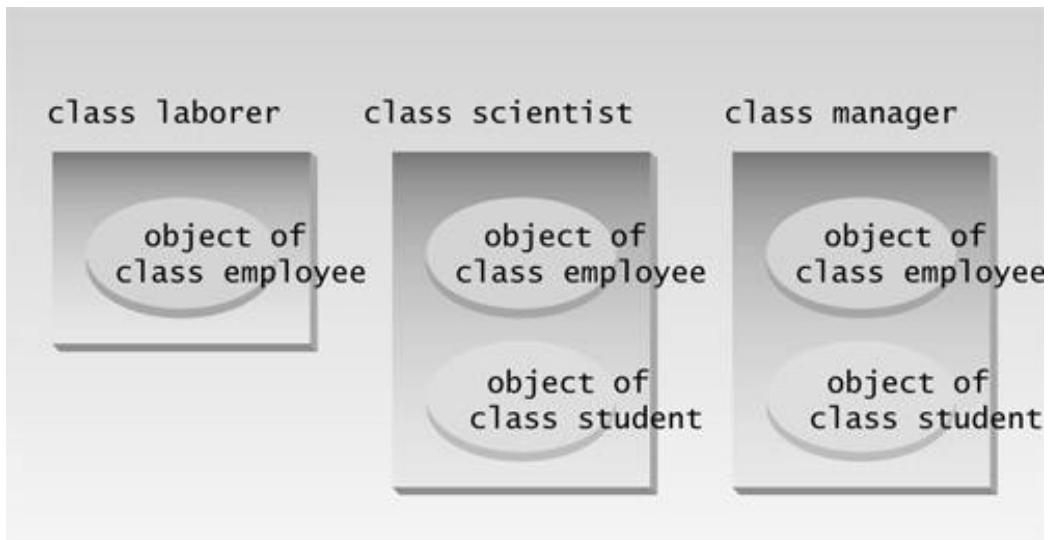 class laborer
class scientist
class manager
object of
class employee
object of
class employee
object of
class student
object of
class employee
object of
class student